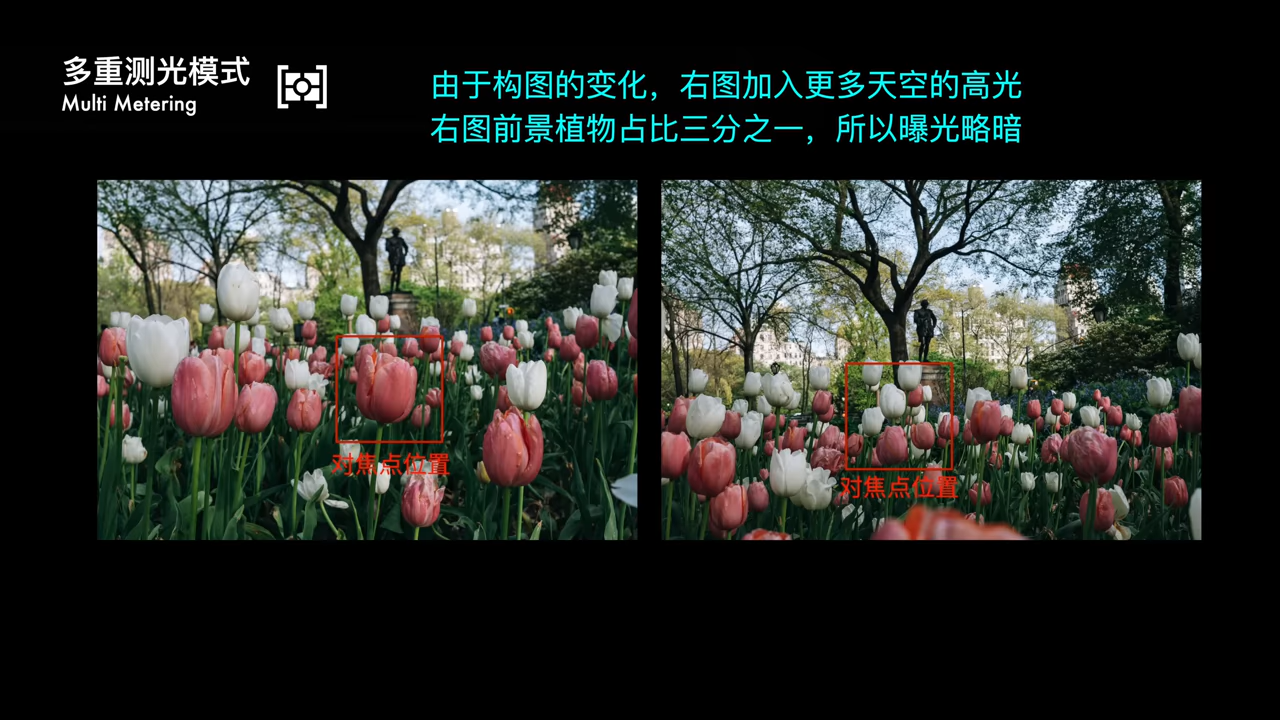 多重测光模式
Multi Metering
由于构图的变化，右图加入更多天空的高光
右图前景植物占比三分之一，所以曝光略暗
对焦点位置
对焦点位置